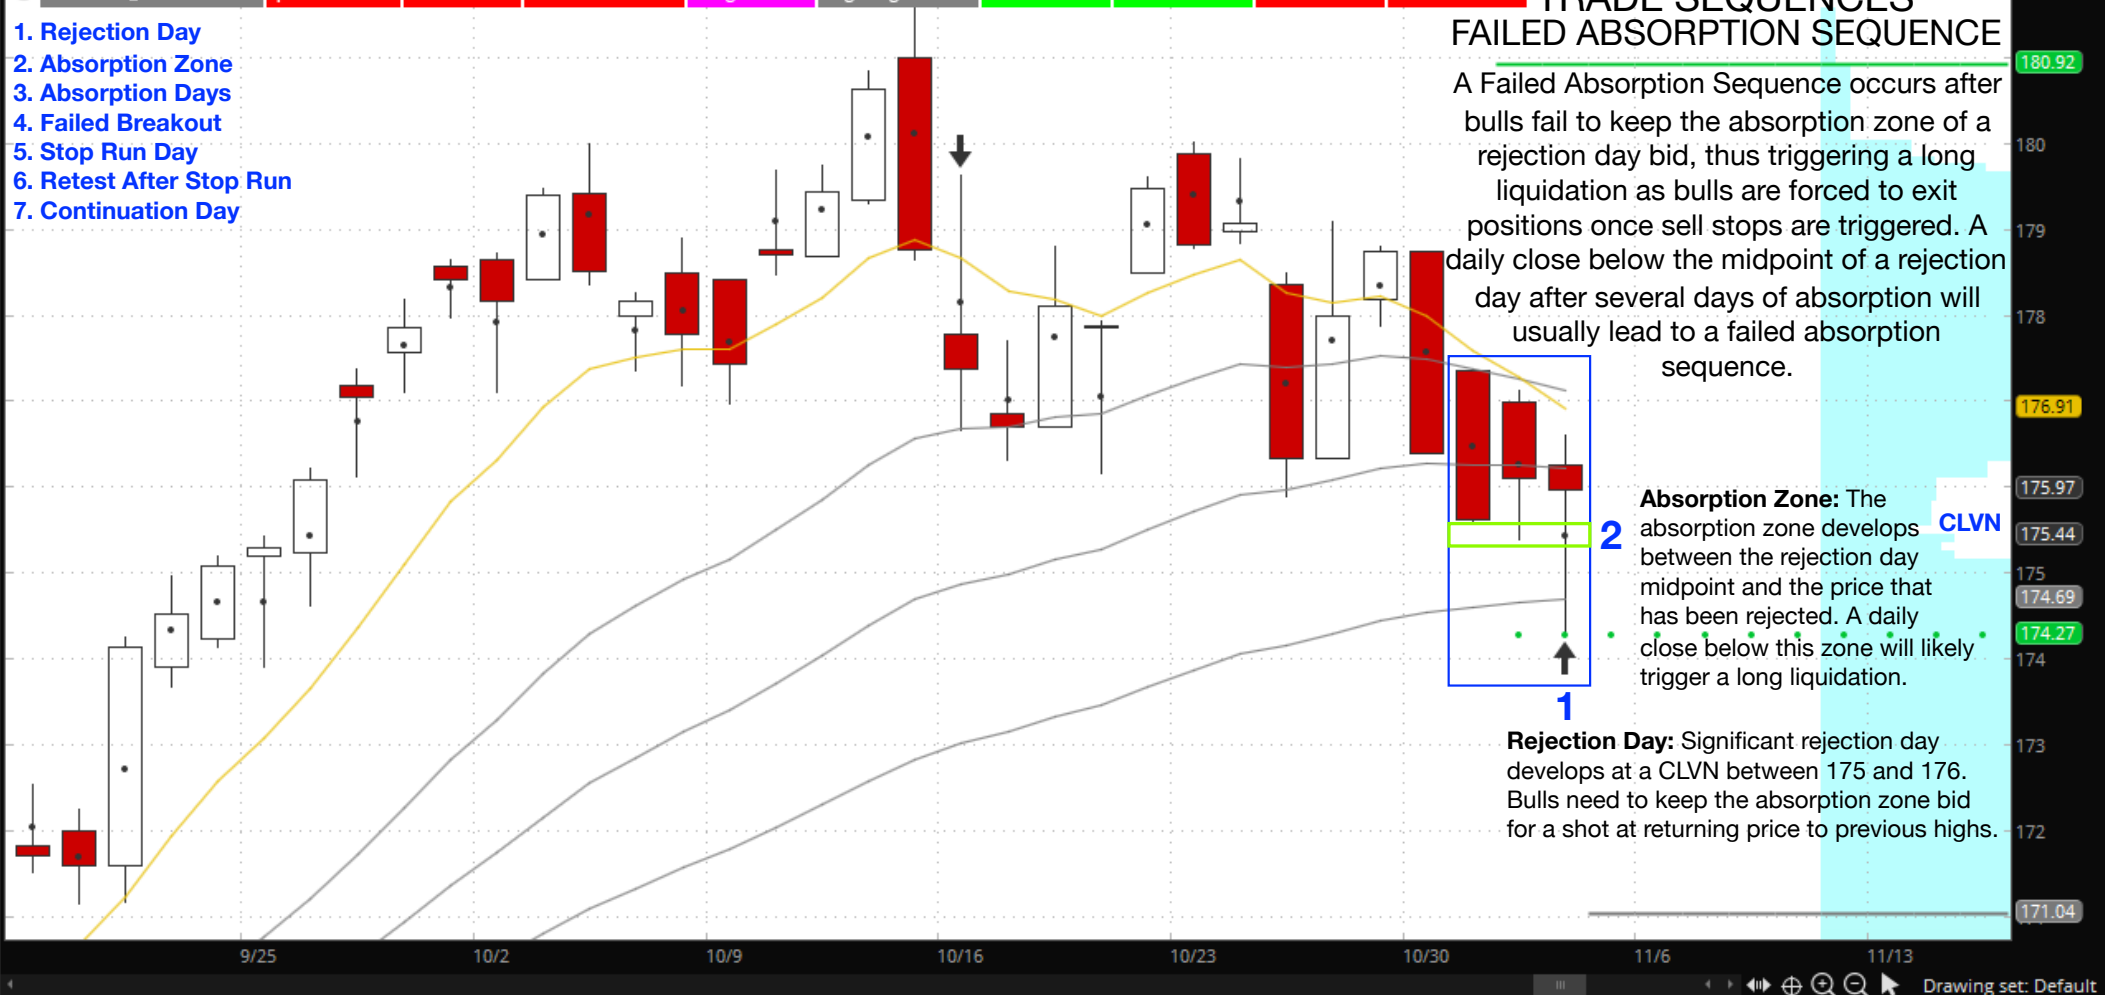 TRADE SEQUENCES
FAILED ABSORPTION SEQUENCE
1. Rejection Day
2. Absorption Zone
3. Absorption Days
4. Failed Breakout
5. Stop Run Day
6. Retest After Stop Run
7. Continuation Day
A Failed Absorption Sequence occurs after
bulls fail to keep the absorption zone of a
rejection day bid, thus triggering a long
liquidation as bulls are forced to exit
positions once sell stops are triggered. A
daily close below the midpoint of a rejection
day after several days of absorption will
usually lead to a failed absorption
sequence.
2
Absorption Zone: The
absorption zone develops
between the rejection day
midpoint and the price that
has been rejected. A daily
close below this zone will likely
trigger a long liquidation.
CLVN
1
Rejection Day: Significant rejection day
develops at a CLVN between 175 and 176.
Bulls need to keep the absorption zone bid
for a shot at returning price to previous highs.
180.92
180
179
178
176.91
175.97
175.44
175
174.69
174.27
174
173
172
171.04
9/25
10/2
10/9
10/16
10/23
10/30
11/6
11/13
Drawing set: Default